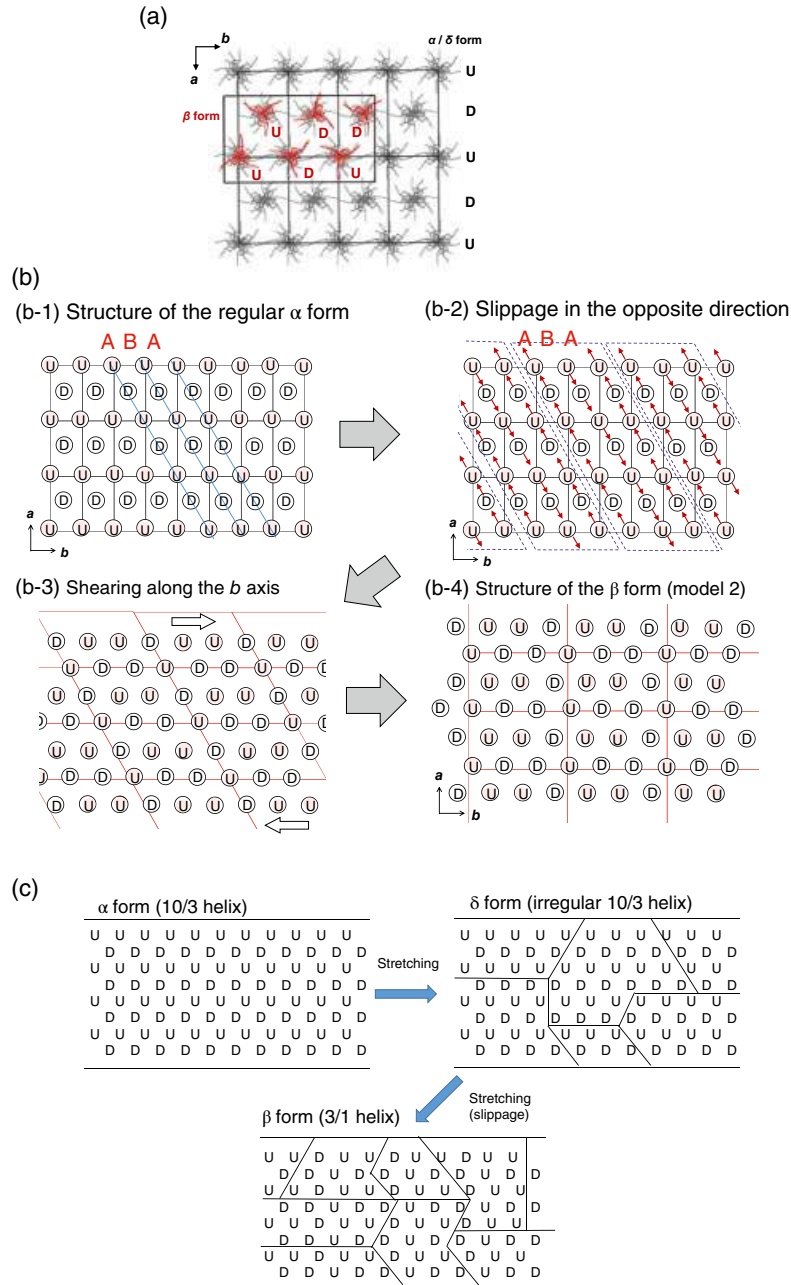 (a)
b
a
α / δ form
U
D
β form
U D D
U
U D U
D
U
(b)
(b-1) Structure of the regular α form
A B A
U U U U U U U U U
D D D D D D D D
U U U U U U U U U
D D D D D D D D
U U U U U U U U U
D D D D D D D D
U U U U U U U U U
a
b
(b-2) Slippage in the opposite direction
A B A
U U U U U U U U U
D D D D D D D D
U U U U U U U U U
D D D D D D D D
U U U U U U U U U
D D D D D D D D
U U U U U U U U U
a
b
(b-3) Shearing along the b axis
D U U D U U D U U
U D D U D D U D D
U D U U D U U D U
D D U D D U D D U D
U U D U U D U U D
U D D U D D U D D
D U U D U U D U U
(b-4) Structure of the β form (model 2)
D U U D U U D U U D
U D D U D D U D D
D U U D U U D U U
D U D D U D D U D D
D U U D U U D U U
U D D U D D U D D
D U U D U U D U U
a
b
(c)
α form (10/3 helix)
U U U U U U U U U U U
D D D D D D D D D D D
U U U U U U U U U U U
D D D D D D D D D D D
U U U U U U U U U U U
D D D D D D D D D D D
U U U U U U U U U U U
D D D D D D D D D D D
Stretching
δ form (irregular 10/3 helix)
U U U U U U U U U U U
D D D D D D D D D D D
U U U U U U U U U U U
D D D D D D D D D D D
U U U U U U U U U U U
D D D D D D D D D D D
U U U U U U U U U U U
D D D D D D D D D D D
Stretching
(slippage)
β form (3/1 helix)
U U D U U D U U D U U
D D U D D U D D U D D
U U D U U D U U D U U
D D U D D U D D U D D
U U D U U D U U D U U